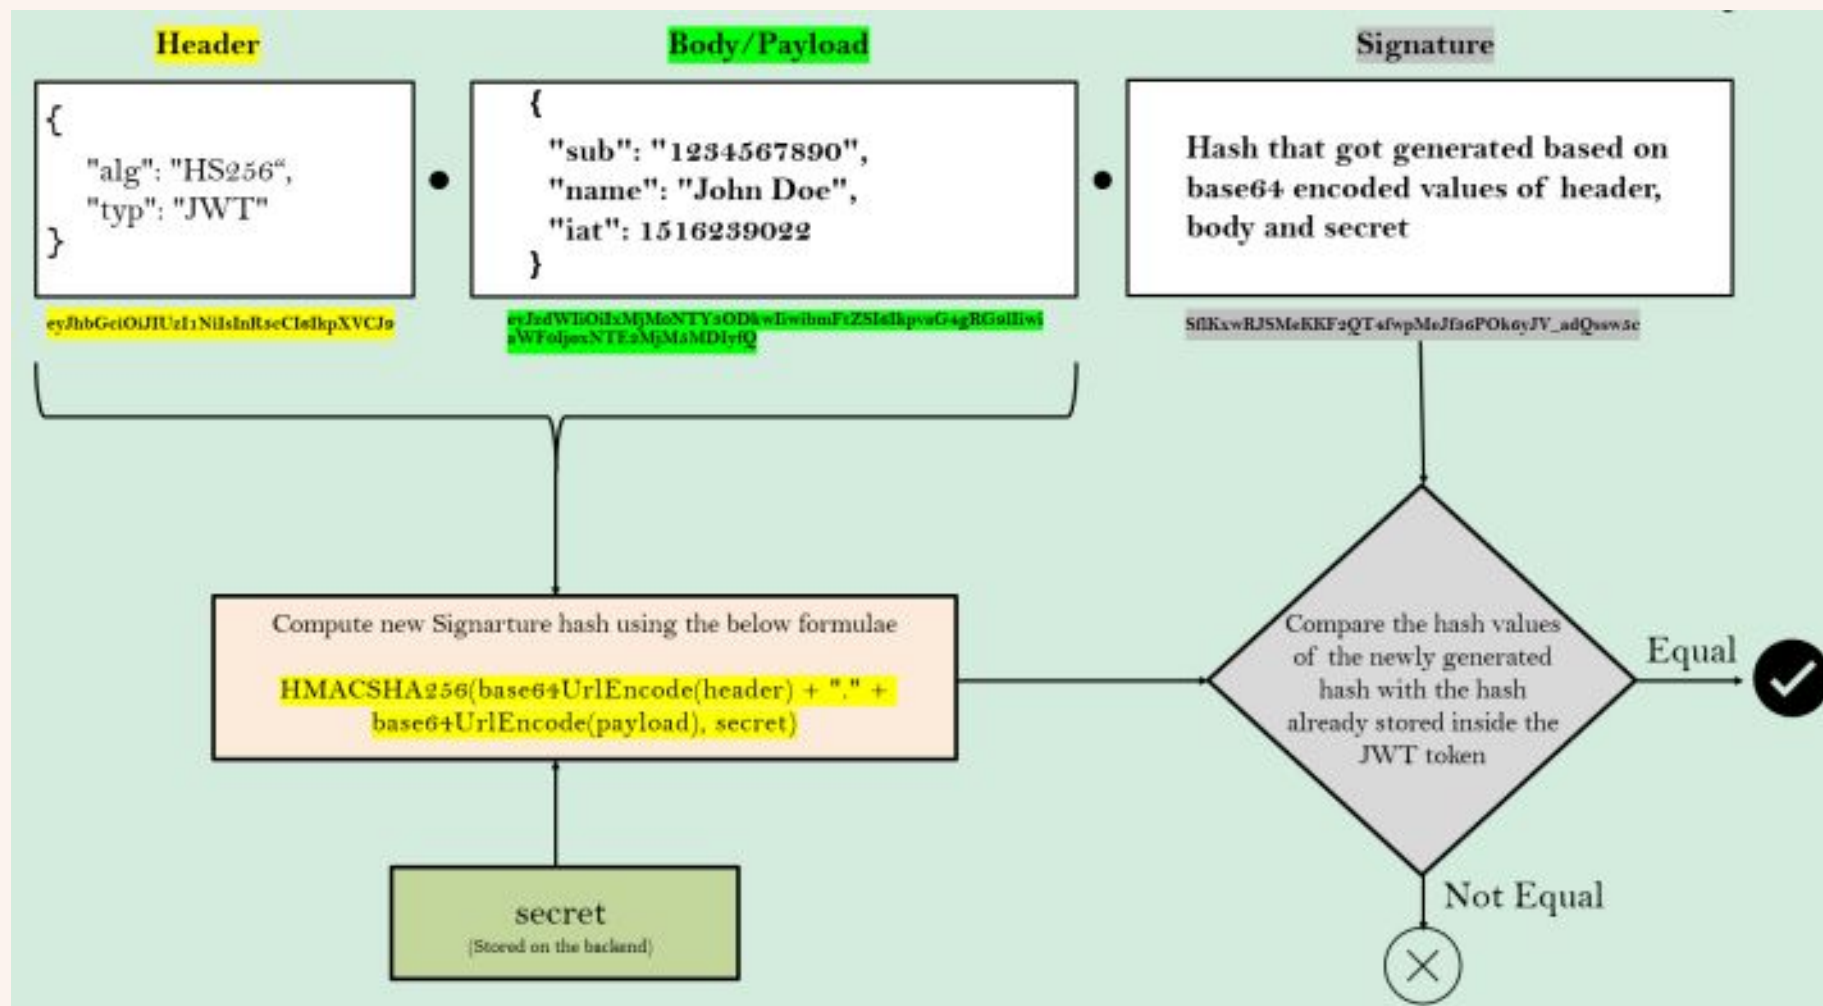 Header
Body/Payload
Signature
{
"alg": "HS256“,
"typ": "JWT"
}
{
"sub": "1234567890",
"name": "John Doe",
"iat": 1516239022
}
Hash that got generated based on
base64 encoded values of header,
body and secret
eyJhbGciOiJIUzI1NiIsInR5cCI6IkpXVCJ9
eyJzdWIiOiIxMjM0NTY3ODkwIiwibmFtZSI6IkpvaG4gRG9lIiwi
aWF0IjoxNTE2MjM5MDIyfQ
SflKxwRJSMeKKF2QT4fwpMeJf36POk6yJV_adQssw5c
Compute new Signarture hash using the below formulae
HMACSHA256(base64UrlEncode(header) + "." +
base64UrlEncode(payload), secret)
Compare the hash values
of the newly generated
hash with the hash
already stored inside the
JWT token
Equal
Not Equal
secret
(Stored on the backend)